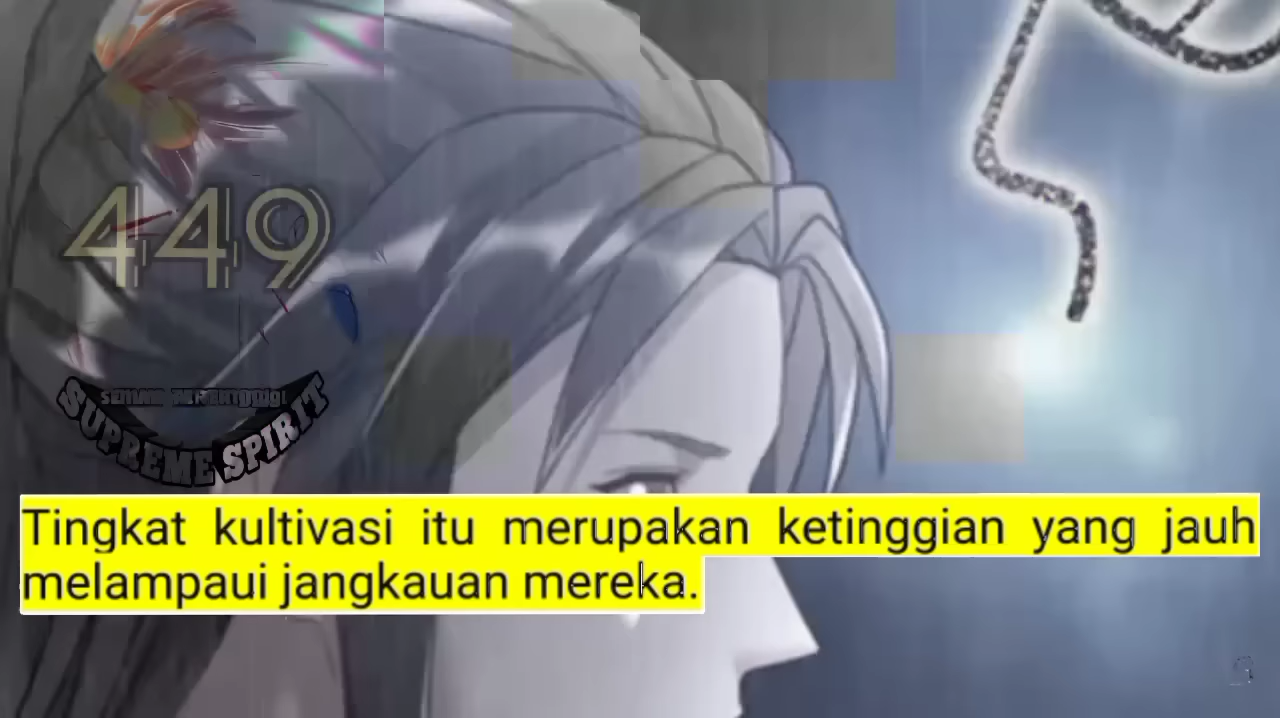 449
SUPREME SPIRIT
Tingkat kultivasi itu merupakan ketinggian yang jauh
melampaui jangkauan mereka.